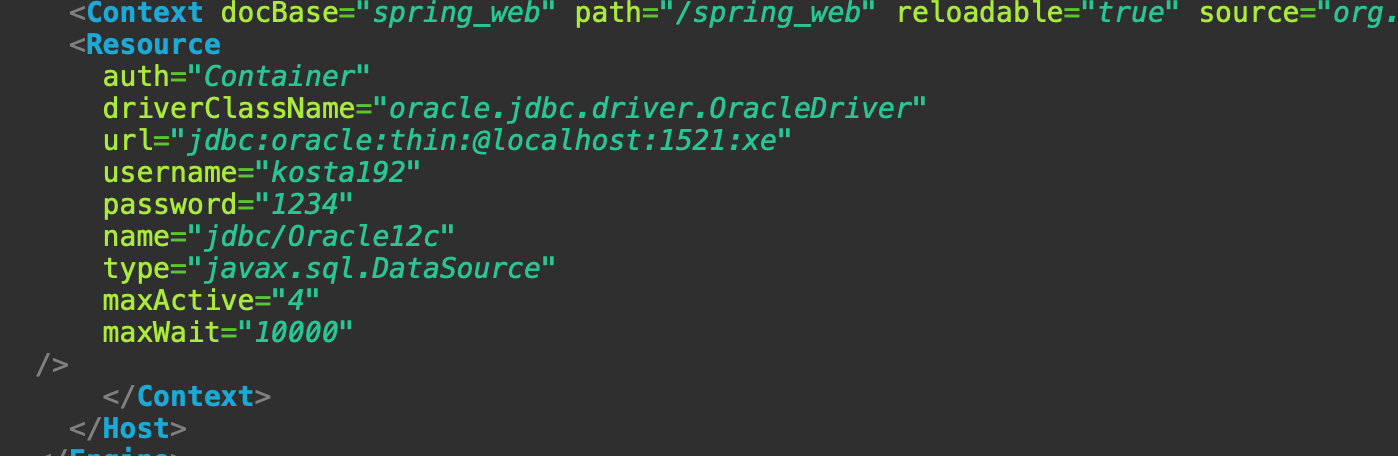 <Context docBase="spring_web" path="/spring_web" reloadable="true" source="org.
<Resource
auth="Container"
driverClassName="oracle.jdbc.driver.OracleDriver"
url="jdbc:oracle:thin:@localhost:1521:xe"
username="kosta192"
password="1234"
name="jdbc/Oracle12c"
type="javax.sql.DataSource"
maxActive="4"
maxWait="10000"
/>
</Context>
</Host>
</Engine>